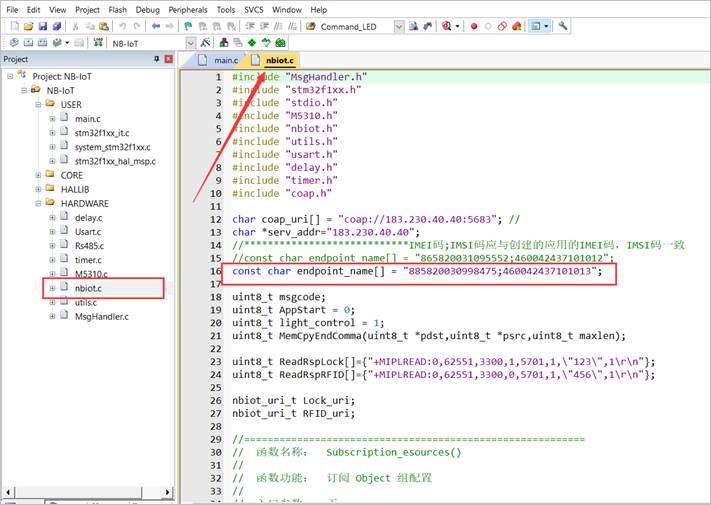 File Edit View Project Flash Debug Peripherals Tools SVCS Window Help
Command_LED
NB-IoT
Project
Project: NB-IoT
NB-IoT
USER
main.c
stm32f1xx_it.c
system_stm32f1xx.c
stm32f1xx_hal_msp.c
CORE
HALLIB
HARDWARE
delay.c
Usart.c
Rs485.c
timer.c
M5310.c
nbiot.c
utils.c
MsgHandler.c
main.c nbiot.c
1 #include "MsgHandler.h"
2 #include "stm32f1xx.h"
3 #include "stdio.h"
4 #include "M5310.h"
5 #include "nbiot.h"
6 #include "utils.h"
7 #include "usart.h"
8 #include "delay.h"
9 #include "timer.h"
10 #include "coap.h"
11
12 char coap_uri[] = "coap://183.230.40.40:5683"; //
13 char *serv_addr="183.230.40.40";
14 //****************************IMEI码;IMSI码应与创建的应用的IMEI码, IMSI码一致
15 //const char endpoint_name[] = "865820031095552;460042437101012";
16 const char endpoint_name[] = "885820030998475;460042437101013";
17
18 uint8_t msgcode;
19 uint8_t AppStart = 0;
20 uint8_t light_control = 1;
21 uint8_t MemCpyEndComma(uint8_t *pdst,uint8_t *psrc,uint8_t maxlen);
22
23 uint8_t ReadRspLock[]={"+MIPLREAD:0,62551,3300,1,5701,1,\"123\",1\r\n"};
24 uint8_t ReadRspRFID[]={"+MIPLREAD:0,62551,3300,0,5701,1,\"456\",1\r\n"};
25
26 nbiot_uri_t Lock_uri;
27 nbiot_uri_t RFID_uri;
28
29 //==========================================================
30 // 函数名称: Subscription_esources()
31 //
32 // 函数功能: 订阅 Object 组配置
33 //